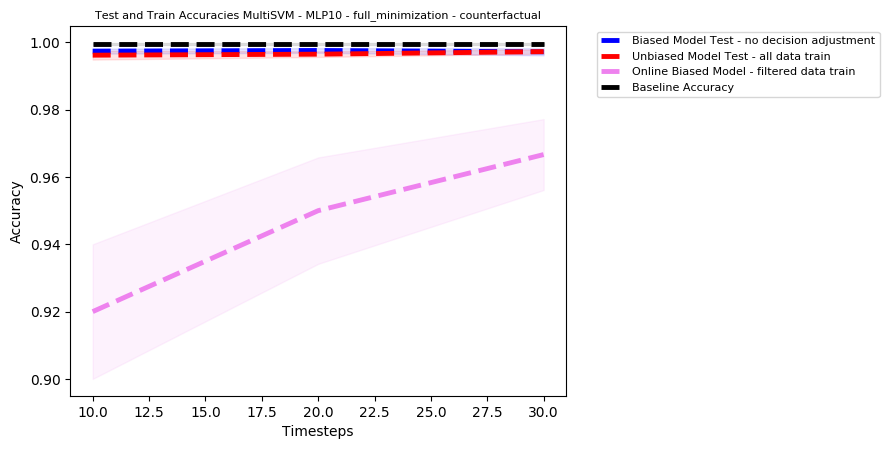 Test and Train Accuracies MultiSVM - MLP10 - full_minimization - counterfactual
1.00
0.98
0.96
0.94
0.92
0.90
Accuracy
10.0
12.5
15.0
17.5
20.0
22.5
25.0
27.5
30.0
Timesteps
Biased Model Test - no decision adjustment
Unbiased Model Test - all data train
Online Biased Model - filtered data train
Baseline Accuracy